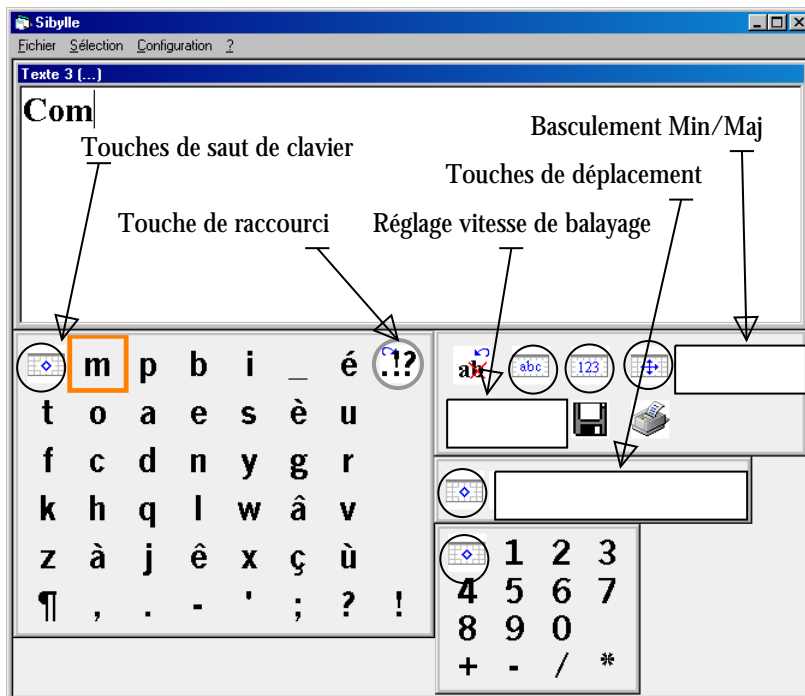 Sibylle
Fichier Sélection Configuration ?
Texte 3 (...)
Com
Basculement Min/Maj
Touches de saut de clavier
Touches de déplacement
Touche de raccourci
Réglage vitesse de balayage
m p b i _ é .!?
t o a e s è u
f c d n y g r
k h q l w â v
z à j ê x ç ù
¶ , . - ' ; ? !
ab abc 123
1 2 3
4 5 6 7
8 9 0
+ - / *